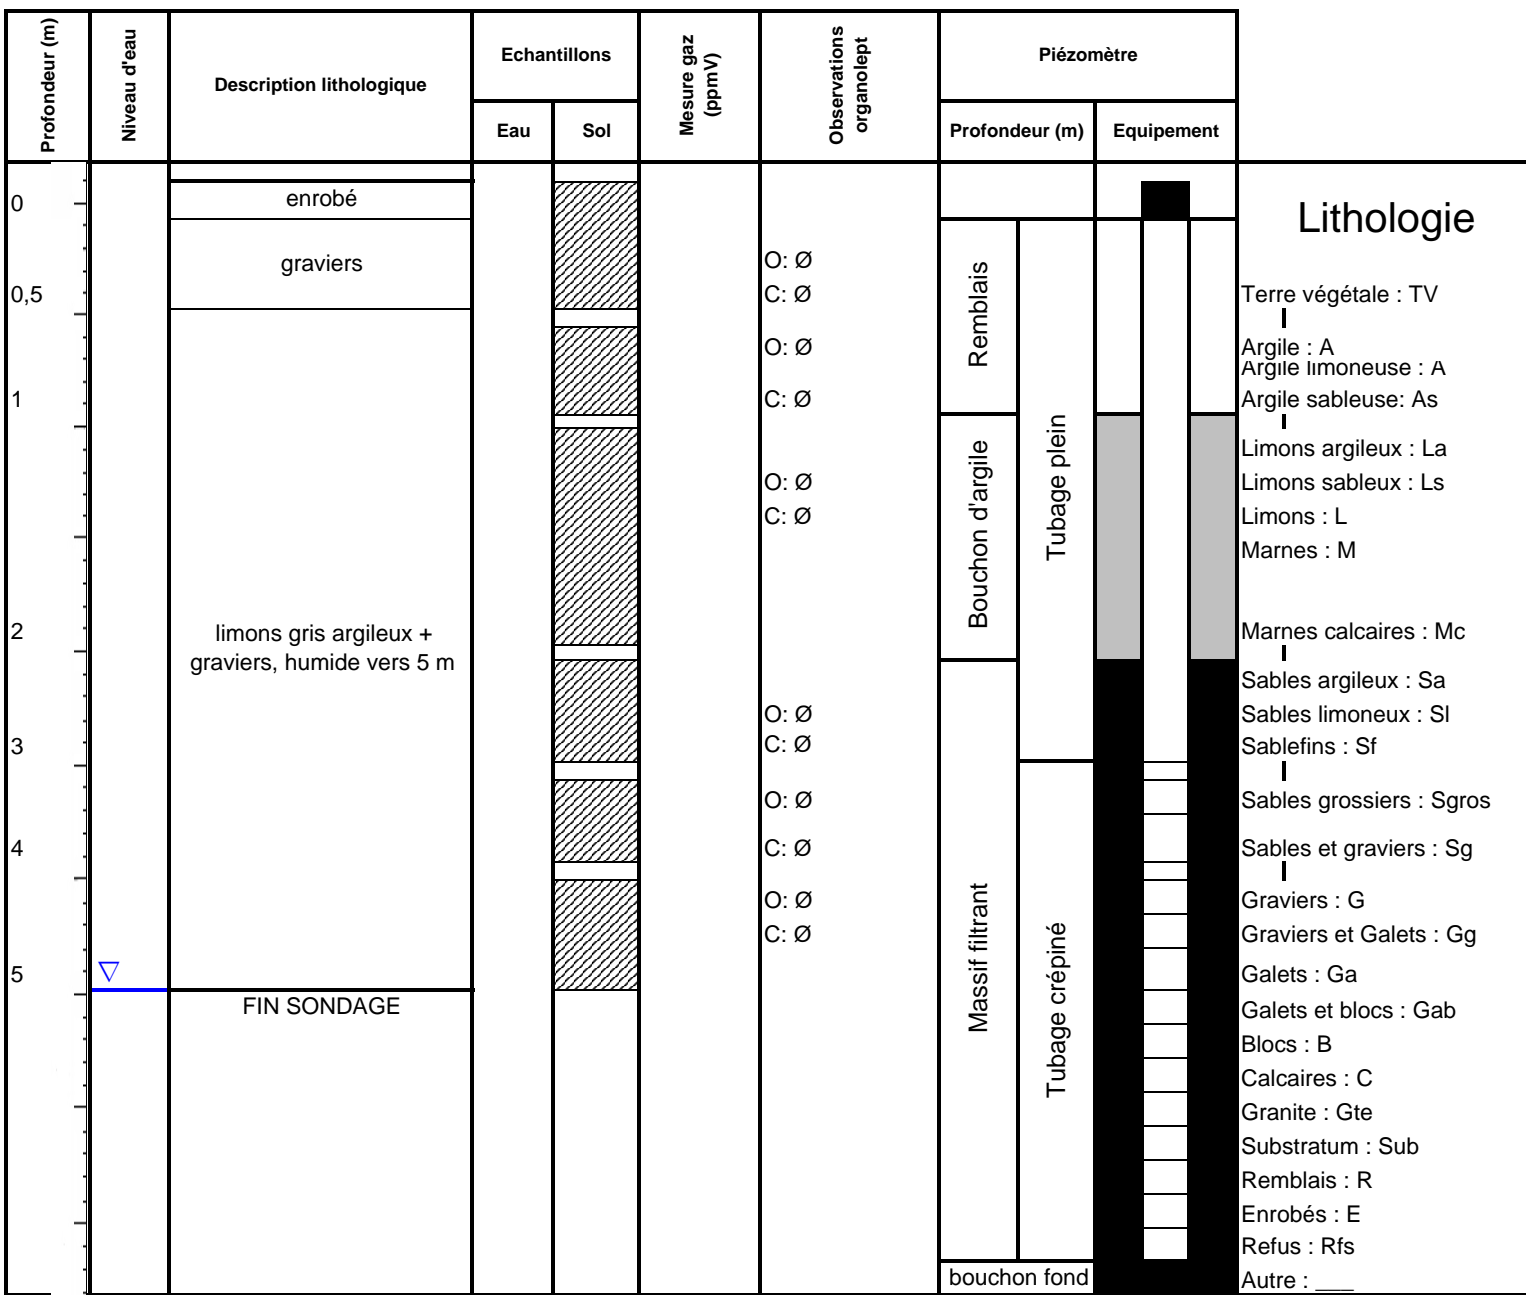 Profondeur (m)
Niveau d'eau
Description lithologique
Echantillons
Eau
Sol
Mesure gaz
(ppmV)
Observations
organolept
Piézomètre
Profondeur (m)
Equipement
Lithologie
0
0,5
1
2
3
4
5
enrobé
graviers
limons gris argileux +
graviers, humide vers 5 m
FIN SONDAGE
O: Ø
C: Ø
O: Ø
C: Ø
O: Ø
C: Ø
O: Ø
C: Ø
O: Ø
C: Ø
O: Ø
C: Ø
Remblais
Bouchon d'argile
Massif filtrant
Tubage plein
Tubage crépiné
bouchon fond
Terre végétale : TV
Argile : A
Argile limoneuse : A
Argile sableuse: As
Limons argileux : La
Limons sableux : Ls
Limons : L
Marnes : M
Marnes calcaires : Mc
Sables argileux : Sa
Sables limoneux : Sl
Sablefins : Sf
Sables grossiers : Sgros
Sables et graviers : Sg
Graviers : G
Graviers et Galets : Gg
Galets : Ga
Galets et blocs : Gab
Blocs : B
Calcaires : C
Granite : Gte
Substratum : Sub
Remblais : R
Enrobés : E
Refus : Rfs
Autre : ___